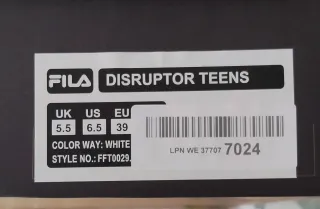 FILA DISRUPTOR TEENS
UK US EU
5.5 6.5 39
COLOR WAY: WHITE
STYLE NO.: FFT0029.
LPN WE 37707 7024